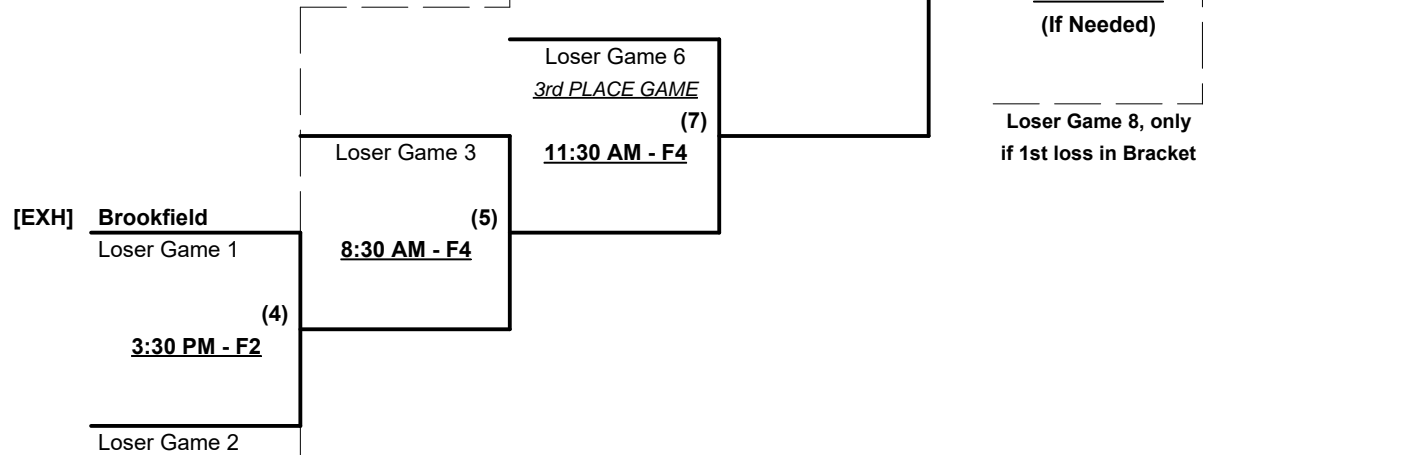 (If Needed)
Loser Game 6
3rd PLACE GAME
(7)
Loser Game 8, only
Loser Game 3
11:30 AM - F4
if 1st loss in Bracket
[EXH] Brookfield
(5)
Loser Game 1
8:30 AM - F4
(4)
3:30 PM - F2
Loser Game 2